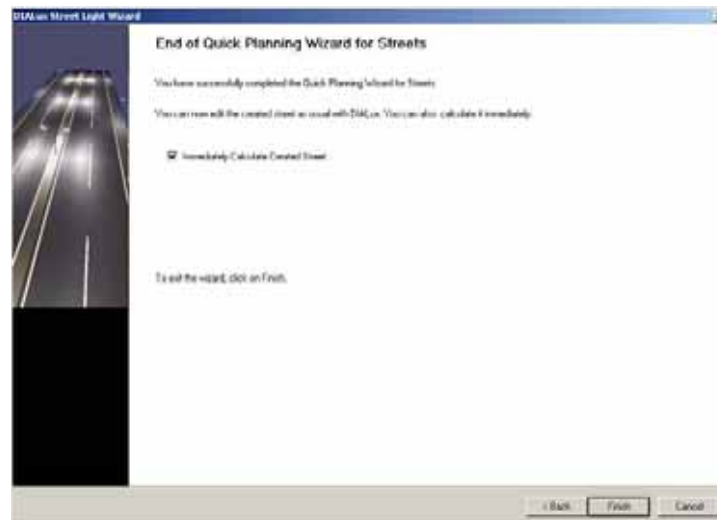 DIALux Street Light Wizard
End of Quick Planning Wizard for Streets
You have successfully completed the Quick Planning Wizard for Streets.
You can now edit the created street as usual with DIALux. You can also calculate it immediately.
Immediately Calculate Created Street
To exit the wizard, click on Finish.
< Back Finish Cancel